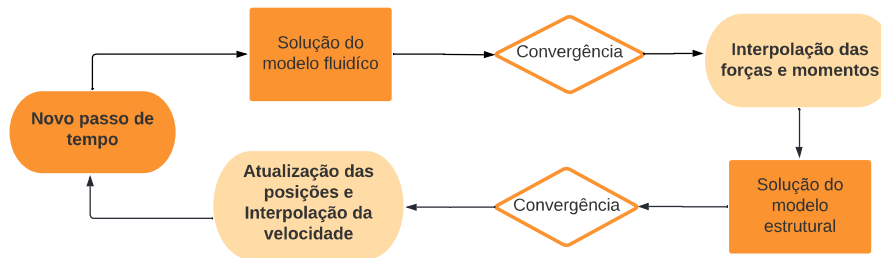 Solução do
modelo fluidíco
Convergência
Interpolação das
forças e momentos
Novo passo de
tempo
Atualização das
posições e
Interpolação da
velocidade
Convergência
Solução do
modelo
estrutural